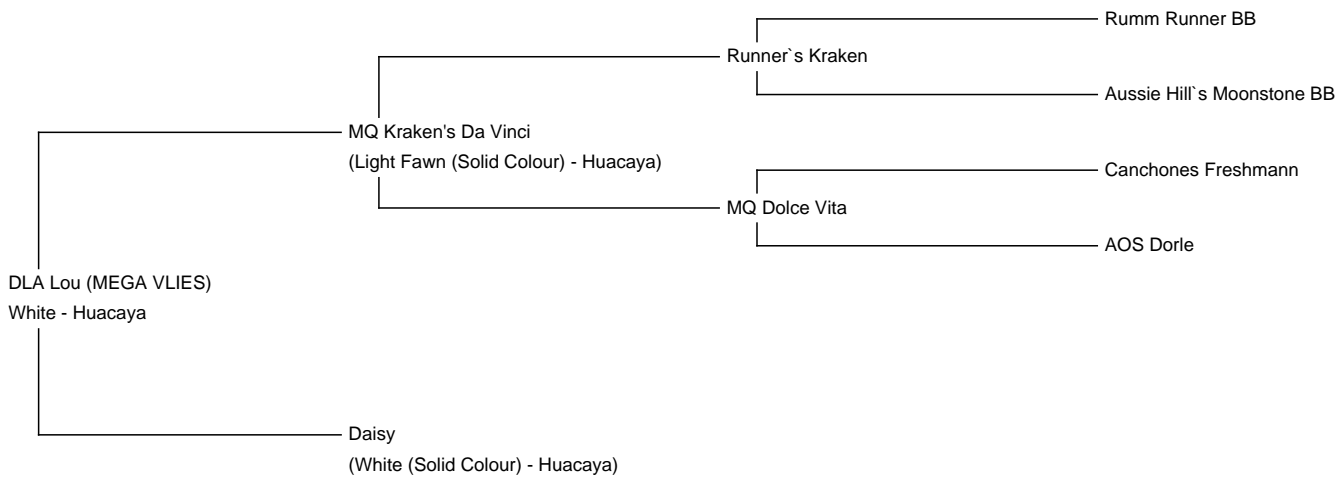 Rumm Runner BB
Runner`s Kraken
Aussie Hill`s Moonstone BB
MQ Kraken's Da Vinci
(Light Fawn (Solid Colour) - Huacaya)
Canchones Freshmann
MQ Dolce Vita
AOS Dorle
DLA Lou (MEGA VLIES)
White - Huacaya
Daisy
(White (Solid Colour) - Huacaya)